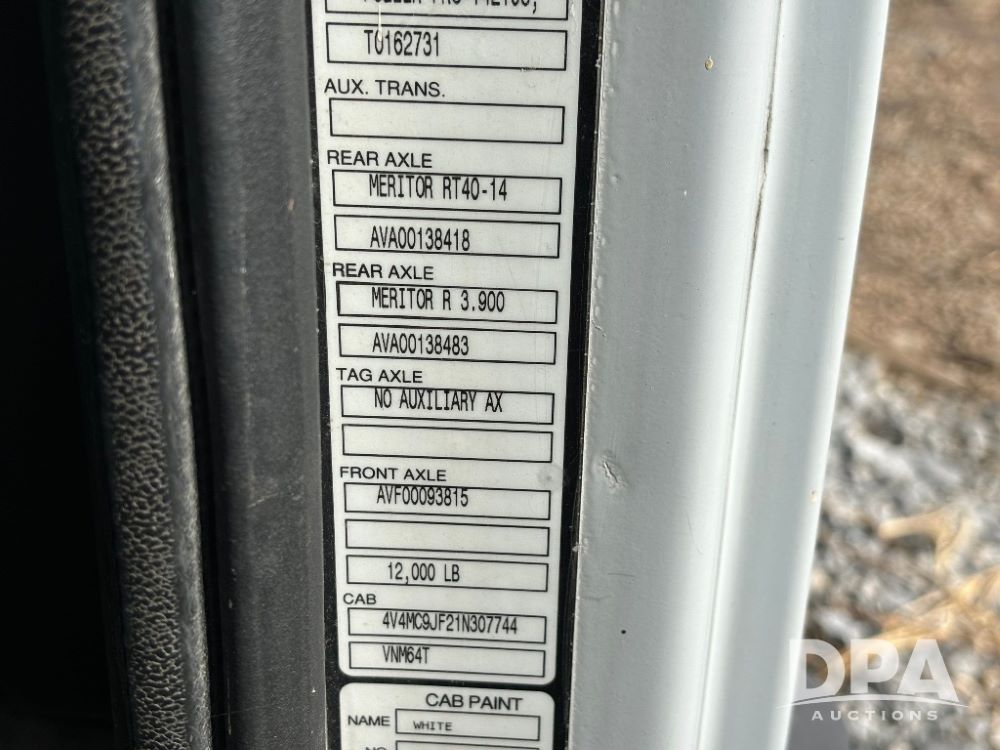 T0162731
AUX. TRANS.
REAR AXLE
MERITOR RT40-14
AVA00138418
REAR AXLE
MERITOR R 3.900
AVA00138483
TAG AXLE
NO AUXILIARY AX
FRONT AXLE
AVF00093815
12,000 LB
CAB
4V4MC9JF21N307744
VNM64T
CAB PAINT
NAME WHITE
DPA
AUCTIONS